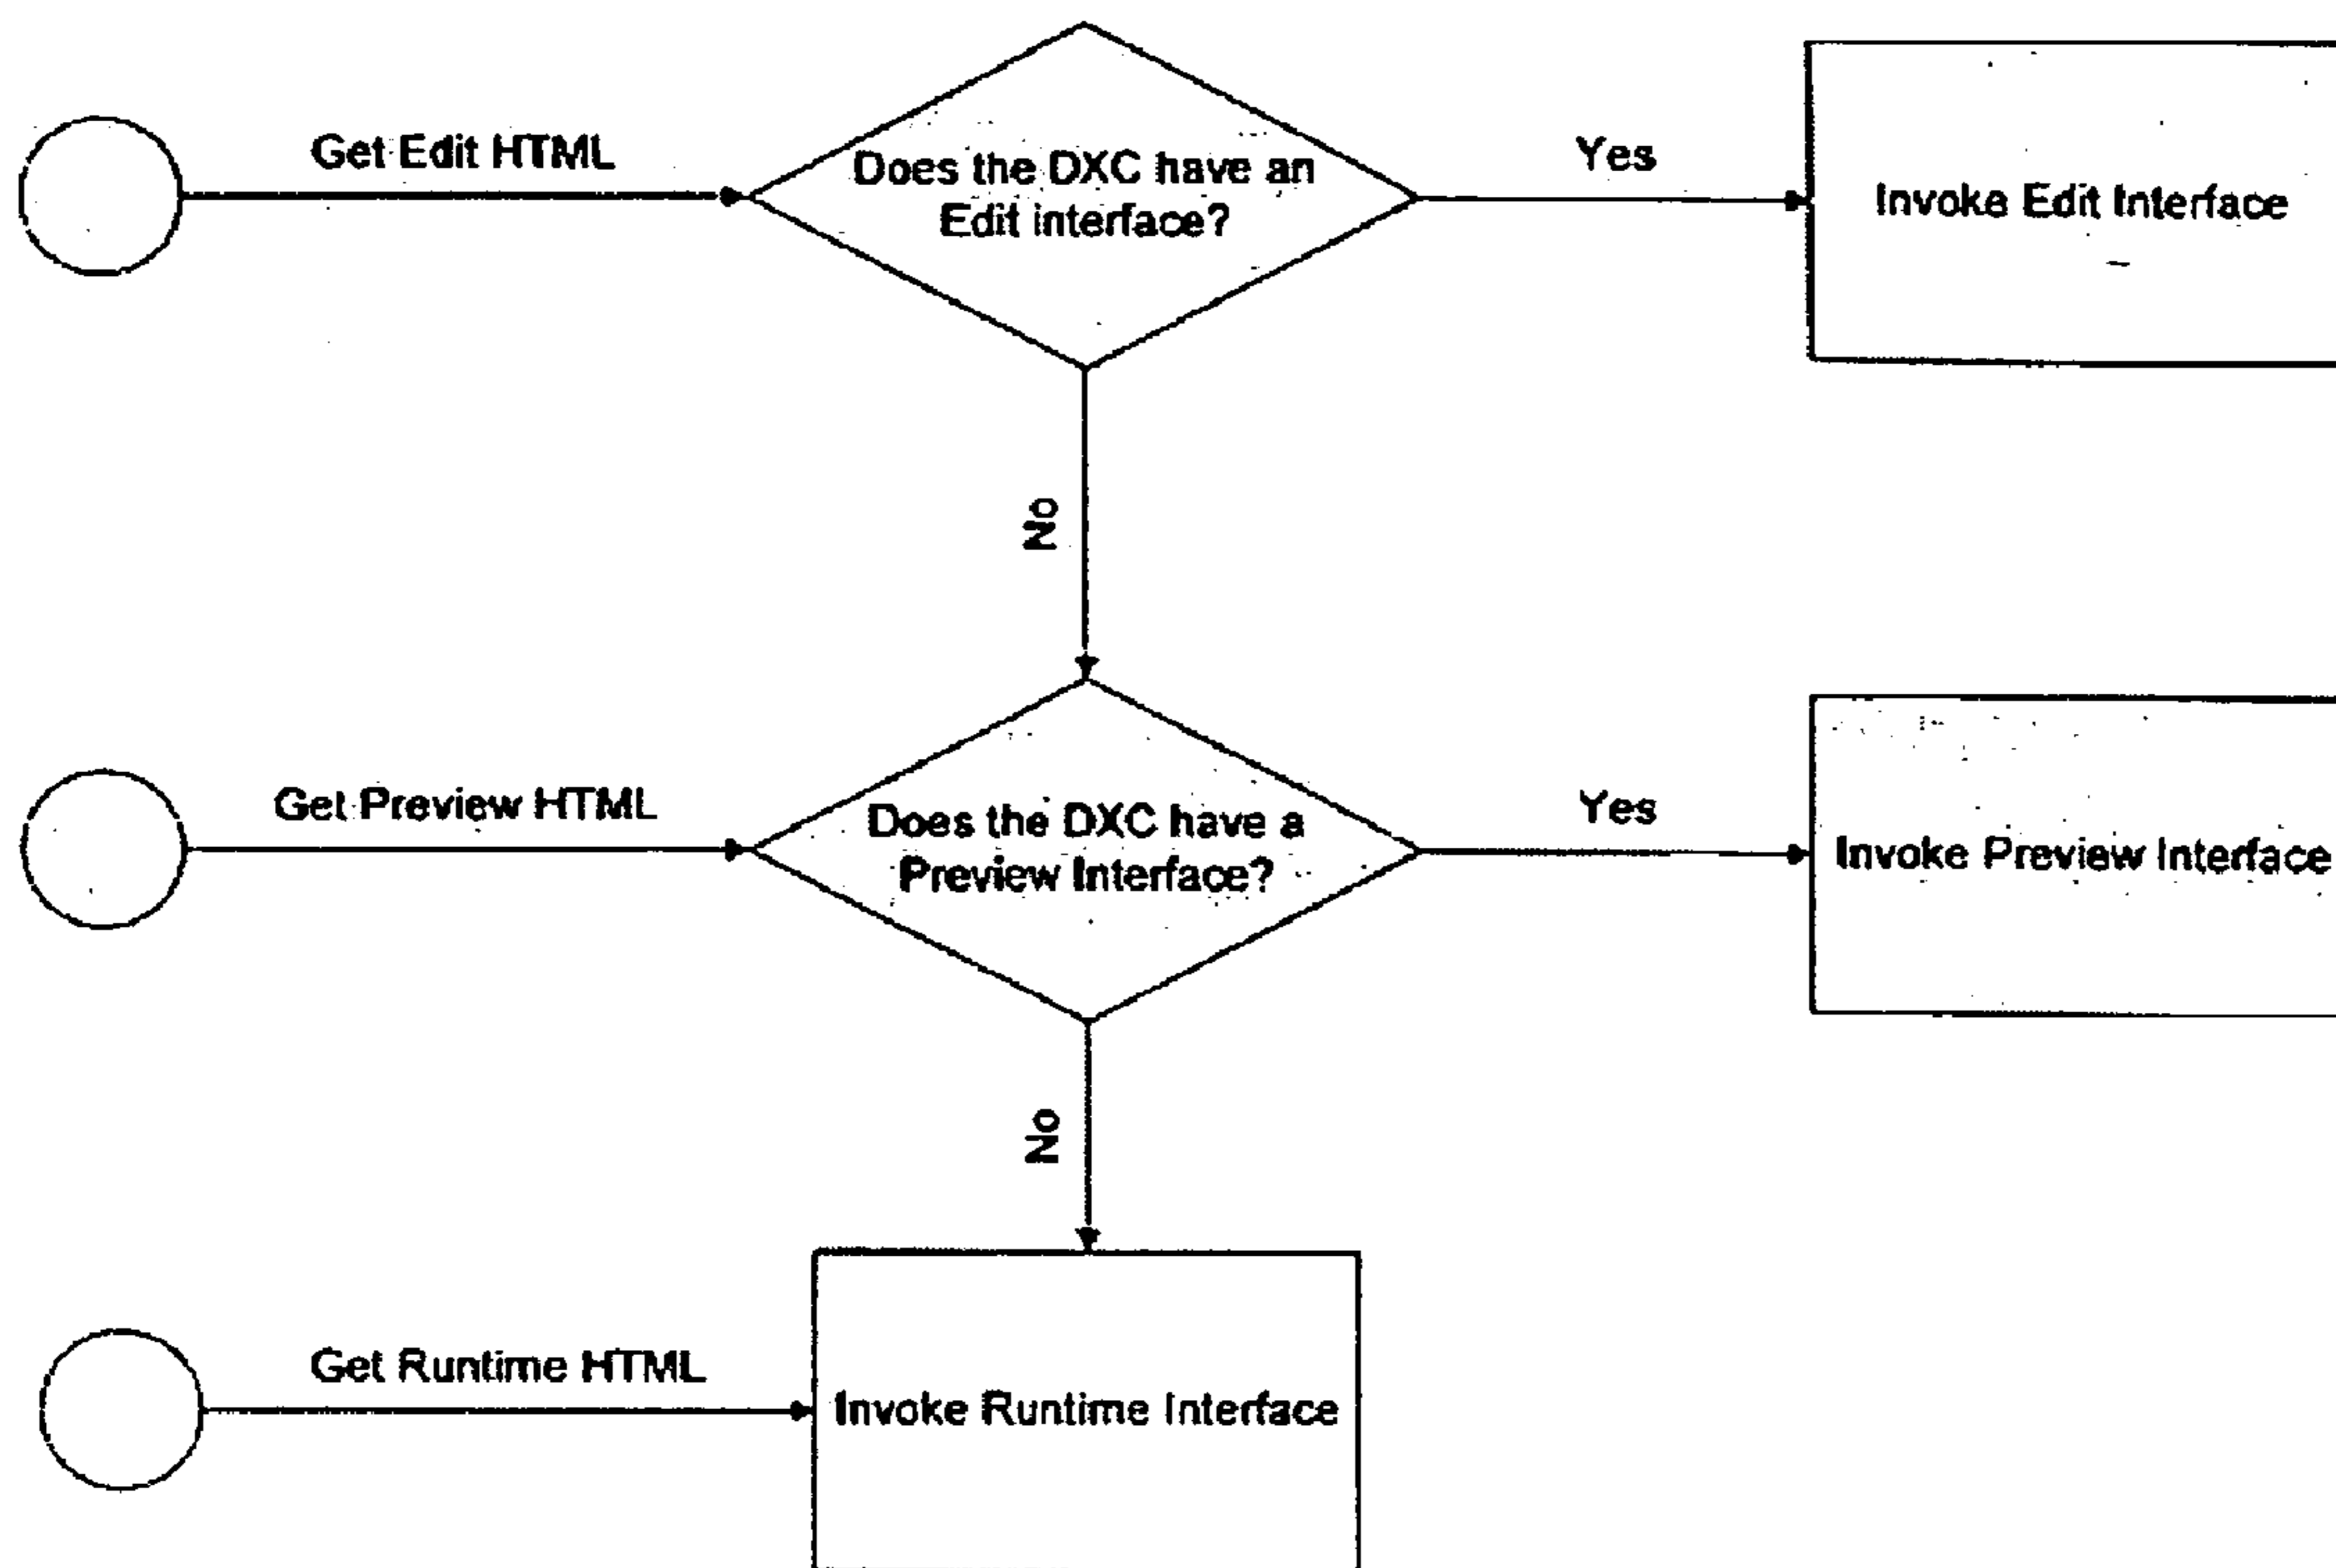 Get Edit HTML
Does the DXC have an
Edit interface?
Yes
Invoke Edit Interface
No
Get Preview HTML
Does the DXC have a
Preview Interface?
Yes
Invoke Preview Interface
No
Get Runtime HTML
Invoke Runtime Interface